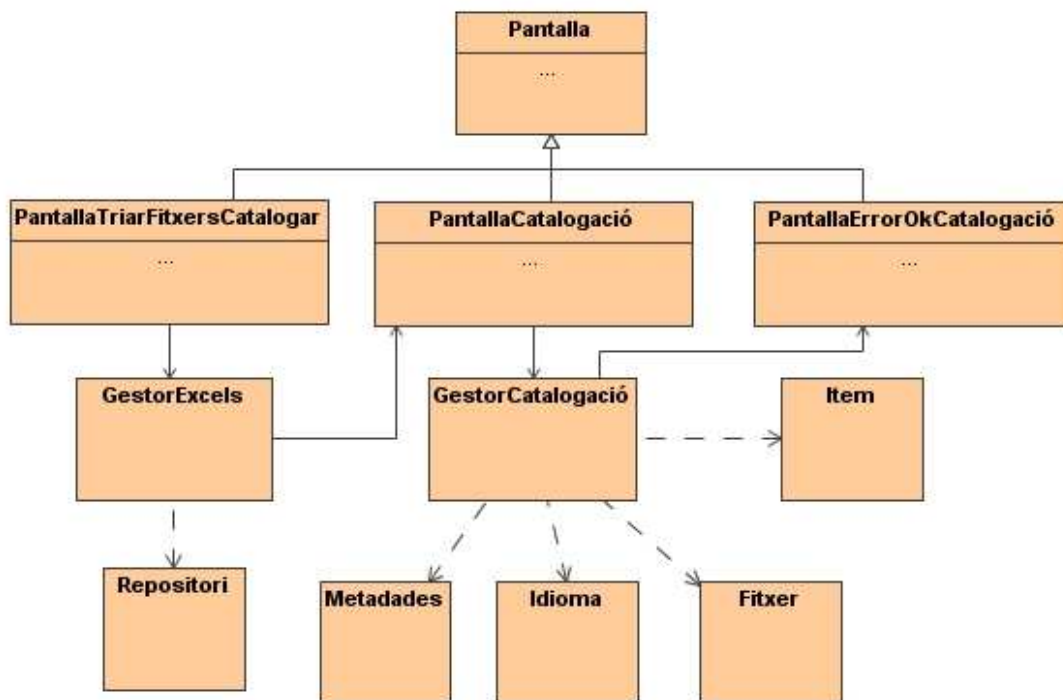 Pantalla
...
PantallaTriarFitxersCatalogar
...
PantallaCatalogació
...
PantallaErrorOkCatalogació
...
GestorExcels
GestorCatalogació
Item
Repositori
Metadades
Idioma
Fitxer